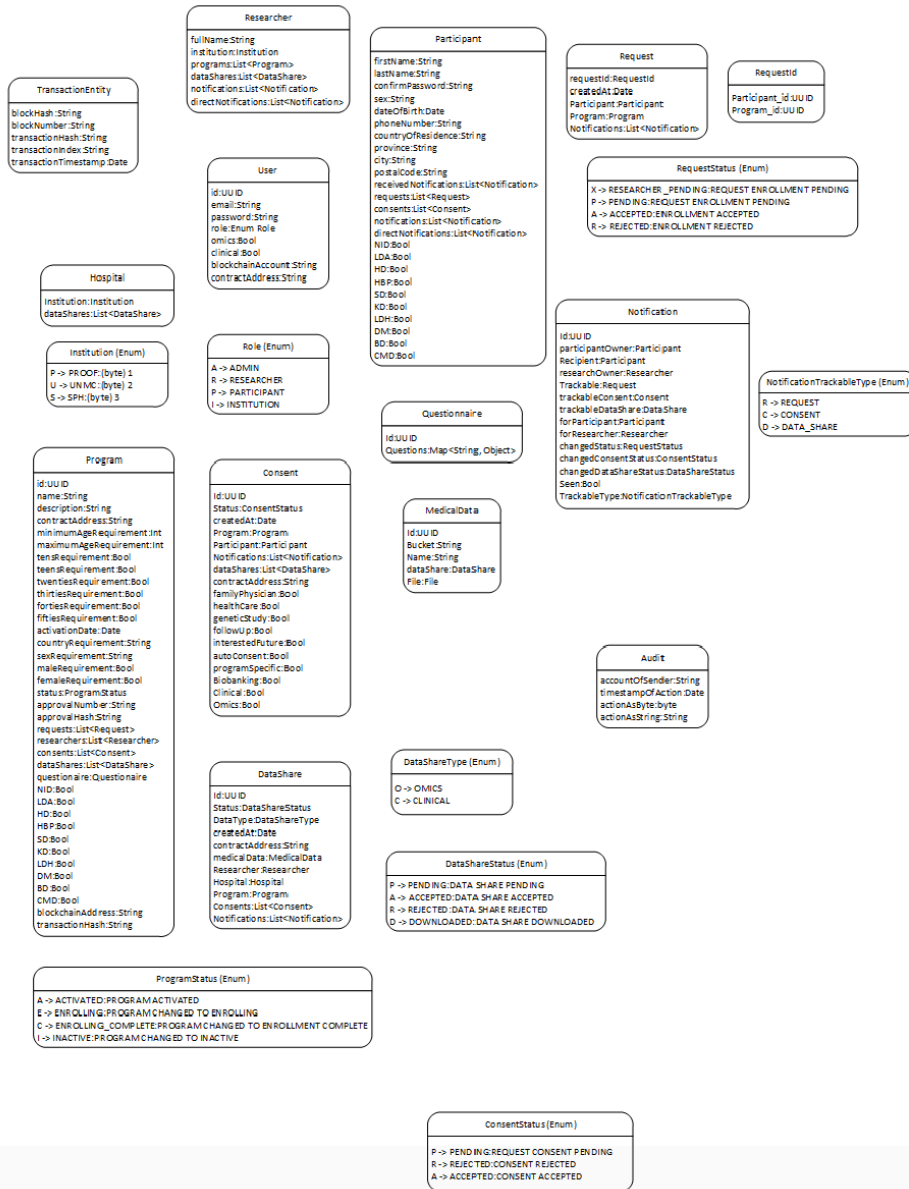 Researcher
fullName:String
institution:Institution
programs:List<Program>
dataShares:List<DataShare>
notifications:List<Notification>
directNotifications:List<Notification>
Participant
firstName:String
lastName:String
confirmPassword:String
sex:String
dateOfBirth:Date
phoneNumber:String
countryOfResidence:String
province:String
city:String
postalCode:String
receivedNotifications:List<Notification>
requests:List<Request>
consents:List<Consent>
notifications:List<Notification>
directNotifications:List<Notification>
NID:Bool
LDA:Bool
HD:Bool
HBP:Bool
SD:Bool
KD:Bool
LDH:Bool
DM:Bool
BD:Bool
CMD:Bool
Request
requestId:RequestId
createdAt:Date
Participant:Participant
Program:Program
Notifications:List<Notification>
RequestId
Participant_id:UUID
Program_id:UUID
TransactionEntity
blockHash:String
blockNumber:String
transactionHash:String
transactionIndex:String
transactionTimestamp:Date
User
id:UUID
email:String
password:String
role:Enum Role
omics:Bool
clinical:Bool
blockchainAccount:String
contractAddress:String
RequestStatus (Enum)
X -> RESEARCHER_PENDING:REQUEST ENROLLMENT PENDING
P -> PENDING:REQUEST ENROLLMENT PENDING
A -> ACCEPTED:ENROLLMENT ACCEPTED
R -> REJECTED:ENROLLMENT REJECTED
Hospital
Institution:Institution
dataShares:List<DataShare>
Institution (Enum)
P -> PROOF:(byte) 1
U -> UNMC:(byte) 2
S -> SPH:(byte) 3
Role (Enum)
A -> ADMIN
R -> RESEARCHER
P -> PARTICIPANT
I -> INSTITUTION
Notification
Id:UUID
participantOwner:Participant
Recipient:Participant
researchOwner:Researcher
Trackable:Request
trackableConsent:Consent
trackableDataShare:DataShare
forParticipant:Participant
forResearcher:Researcher
changedStatus:RequestStatus
changedConsentStatus:ConsentStatus
changedDataShareStatus:DataShareStatus
Seen:Bool
TrackableType:NotificationTrackableType
NotificationTrackableType (Enum)
R -> REQUEST
C -> CONSENT
D -> DATA_SHARE
Questionnaire
Id:UUID
Questions:Map<String, Object>
Program
id:UUID
name:String
description:String
contractAddress:String
minimumAgeRequirement:Int
maximumAgeRequirement:Int
tensRequirement:Bool
teensRequirement:Bool
twentiesRequirement:Bool
thirtiesRequirement:Bool
fortiesRequirement:Bool
fiftiesRequirement:Bool
activationDate:Date
countryRequirement:String
sexRequirement:String
maleRequirement:Bool
femaleRequirement:Bool
status:ProgramStatus
approvalNumber:String
approvalHash:String
requests:List<Request>
researchers:List<Researcher>
consents:List<Consent>
dataShares:List<DataShare>
questionaire:Questionaire
NID:Bool
LDA:Bool
HD:Bool
HBP:Bool
SD:Bool
KD:Bool
LDH:Bool
DM:Bool
BD:Bool
CMD:Bool
blockchainAddress:String
transactionHash:String
Consent
Id:UUID
Status:ConsentStatus
createdAt:Date
Program:Program
Participant:Participant
Notifications:List<Notification>
dataShares:List<DataShare>
contractAddress:String
familyPhysician:Bool
healthCare:Bool
geneticStudy:Bool
followUp:Bool
interestedFuture:Bool
autoConsent:Bool
programSpecific:Bool
Biobanking:Bool
Clinical:Bool
Omics:Bool
MedicalData
Id:UUID
Bucket:String
Name:String
dataShare:DataShare
File:File
Audit
accountOfSender:String
timestampOfAction:Date
actionAsByte:byte
actionAsString:String
DataShare
Id:UUID
Status:DataShareStatus
DataType:DataShareType
createdAt:Date
contractAddress:String
medicalData:MedicalData
Researcher:Researcher
Hospital:Hospital
Program:Program
Consents:List<Consent>
Notifications:List<Notification>
DataShareType (Enum)
O -> OMICS
C -> CLINICAL
DataShareStatus (Enum)
P -> PENDING:DATA SHARE PENDING
A -> ACCEPTED:DATA SHARE ACCEPTED
R -> REJECTED:DATA SHARE REJECTED
D -> DOWNLOADED:DATA SHARE DOWNLOADED
ProgramStatus (Enum)
A -> ACTIVATED:PROGRAM ACTIVATED
E -> ENROLLING:PROGRAM CHANGED TO ENROLLING
C -> ENROLLING_COMPLETE:PROGRAM CHANGED TO ENROLLMENT COMPLETE
I -> INACTIVE:PROGRAM CHANGED TO INACTIVE
ConsentStatus (Enum)
P -> PENDING:REQUEST CONSENT PENDING
R -> REJECTED:CONSENT REJECTED
A -> ACCEPTED:CONSENT ACCEPTED